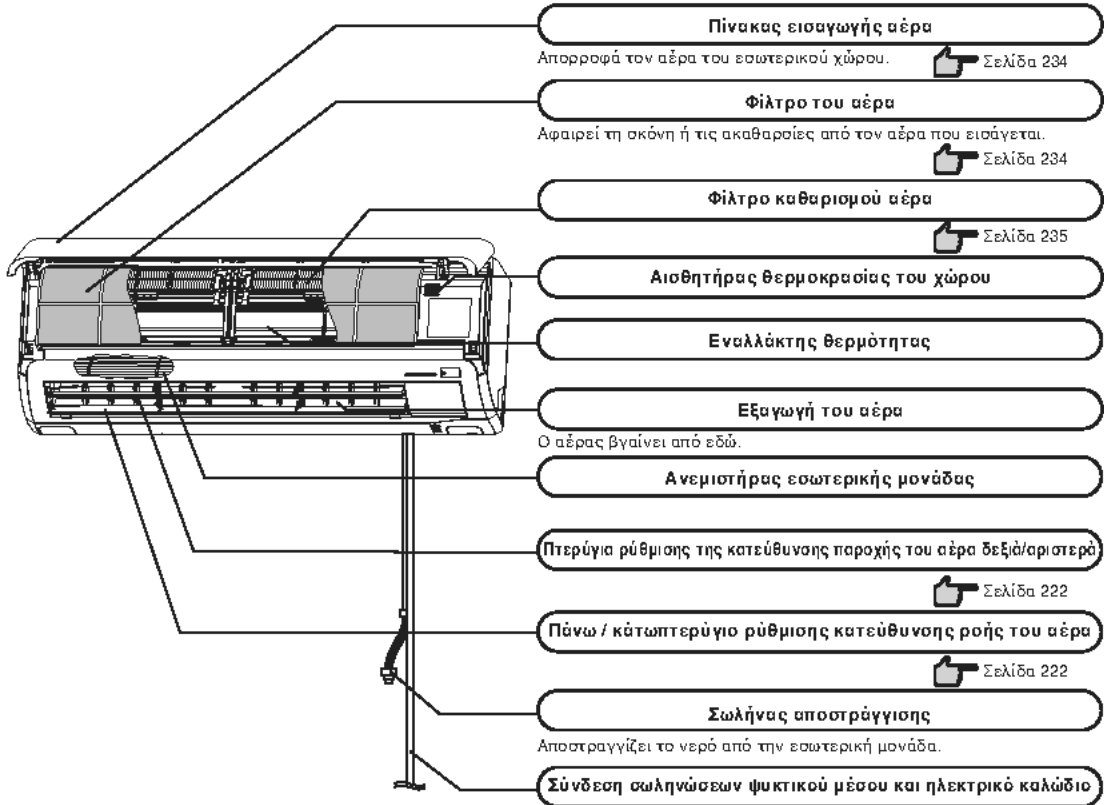 Πίνακας εισαγωγής αέρα
Απορροφά τον αέρα του εσωτερικού χώρου.
Σελίδα 234
Φίλτρο του αέρα
Αφαιρεί τη σκόνη ή τις ακαθαρσίες από τον αέρα που εισάγεται.
Σελίδα 234
Φίλτρο καθαρισμού αέρα
Σελίδα 235
Αισθητήρας θερμοκρασίας του χώρου
Εναλλάκτης θερμότητας
Εξαγωγή του αέρα
Ο αέρας βγαίνει από εδώ.
Ανεμιστήρας εσωτερικής μονάδας
Πτερύγια ρύθμισης της κατεύθυνσης παροχής του αέρα δεξιά/αριστερά
Σελίδα 222
Πάνω / κάτωπτερύγιο ρύθμισης κατεύθυνσης ροής του αέρα
Σελίδα 222
Σωλήνας αποστράγγισης
Αποστραγγίζει το νερό από την εσωτερική μονάδα.
Σύνδεση σωληνώσεων ψυκτικού μέσου και ηλεκτρικό καλώδιο